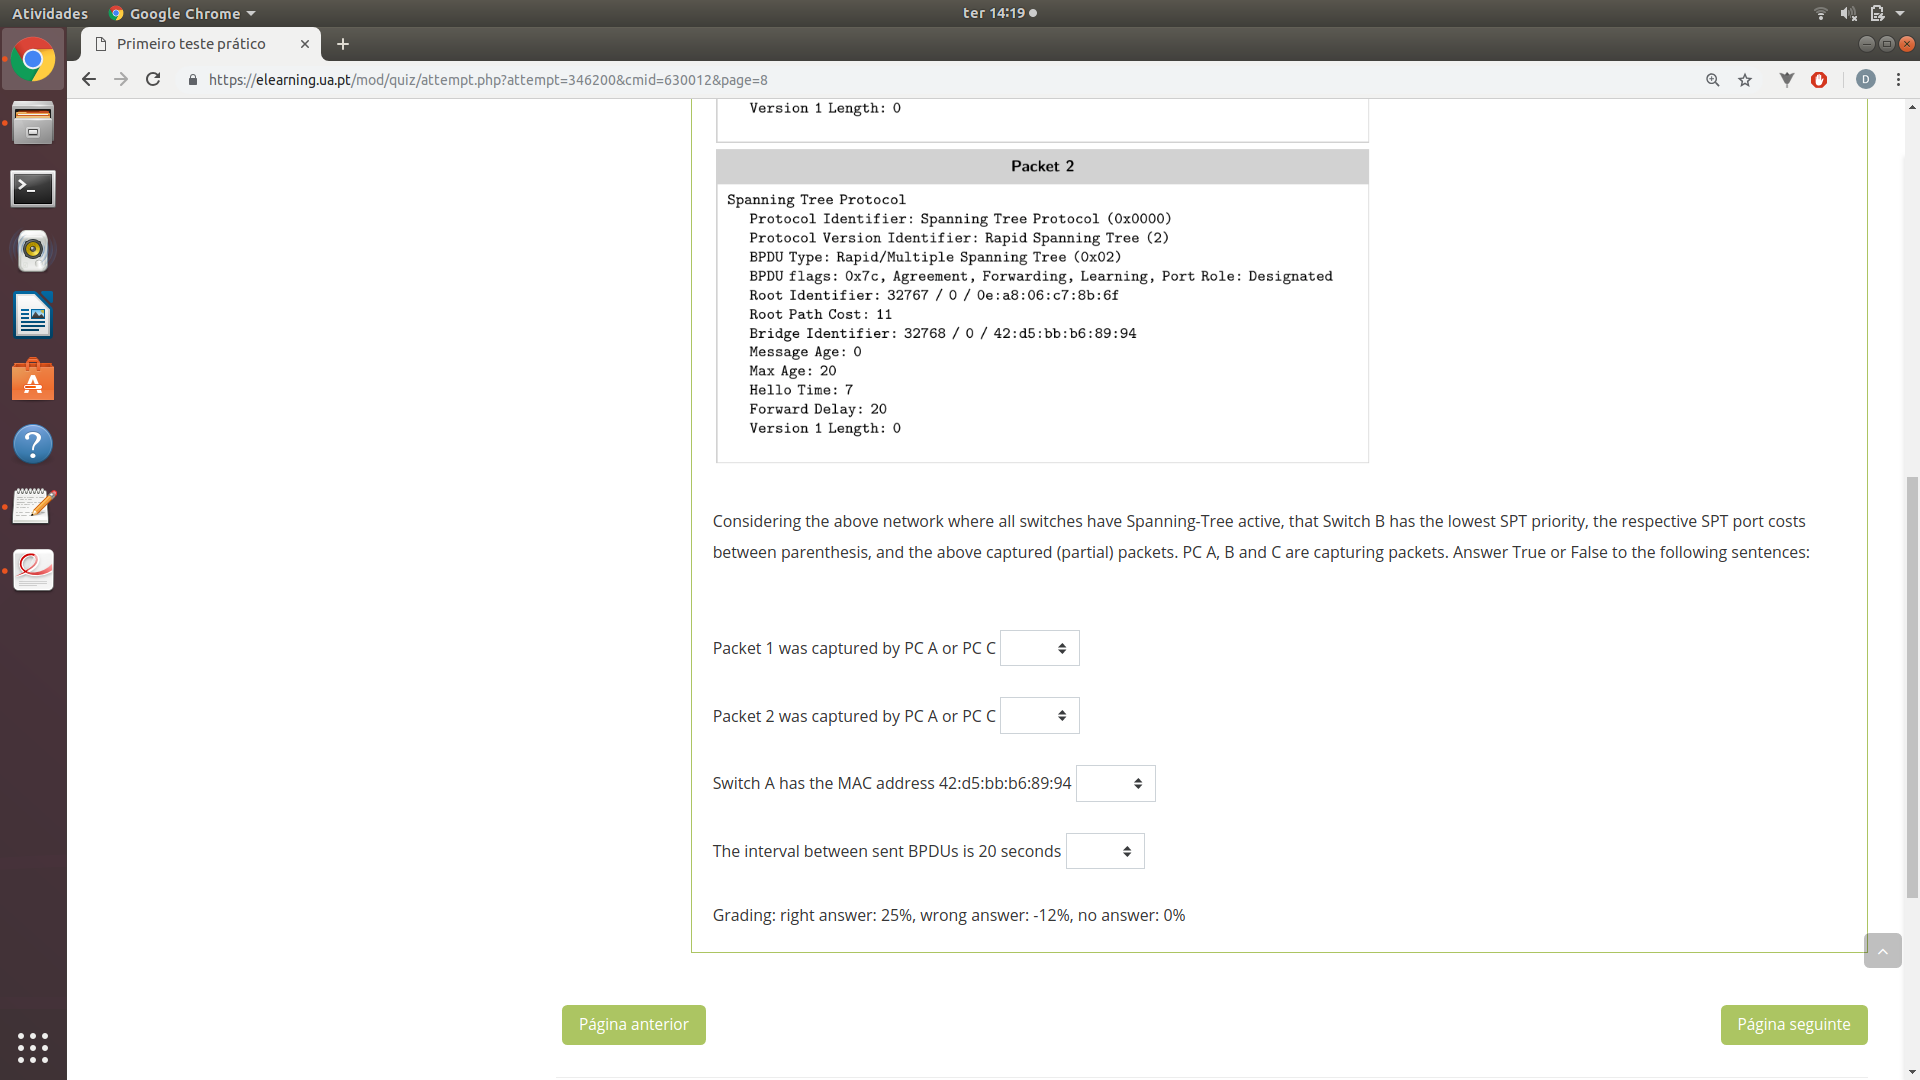 Atividades
Google Chrome
ter 14:19
Primeiro teste prático
https://elearning.ua.pt/mod/quiz/attempt.php?attempt=346200&cmid=630012&page=8
D
Version 1 Length: 0
Packet 2
Spanning Tree Protocol
Protocol Identifier: Spanning Tree Protocol (0x0000)
Protocol Version Identifier: Rapid Spanning Tree (2)
BPDU Type: Rapid/Multiple Spanning Tree (0x02)
BPDU flags: 0x7c, Agreement, Forwarding, Learning, Port Role: Designated
Root Identifier: 32767 / 0 / 0e:a8:06:c7:8b:6f
Root Path Cost: 11
Bridge Identifier: 32768 / 0 / 42:d5:bb:b6:89:94
Message Age: 0
Max Age: 20
Hello Time: 7
Forward Delay: 20
Version 1 Length: 0
Considering the above network where all switches have Spanning-Tree active, that Switch B has the lowest SPT priority, the respective SPT port costs
between parenthesis, and the above captured (partial) packets. PC A, B and C are capturing packets. Answer True or False to the following sentences:
Packet 1 was captured by PC A or PC C
Packet 2 was captured by PC A or PC C
Switch A has the MAC address 42:d5:bb:b6:89:94
The interval between sent BPDUs is 20 seconds
Grading: right answer: 25%, wrong answer: -12%, no answer: 0%
Página anterior
Página seguinte